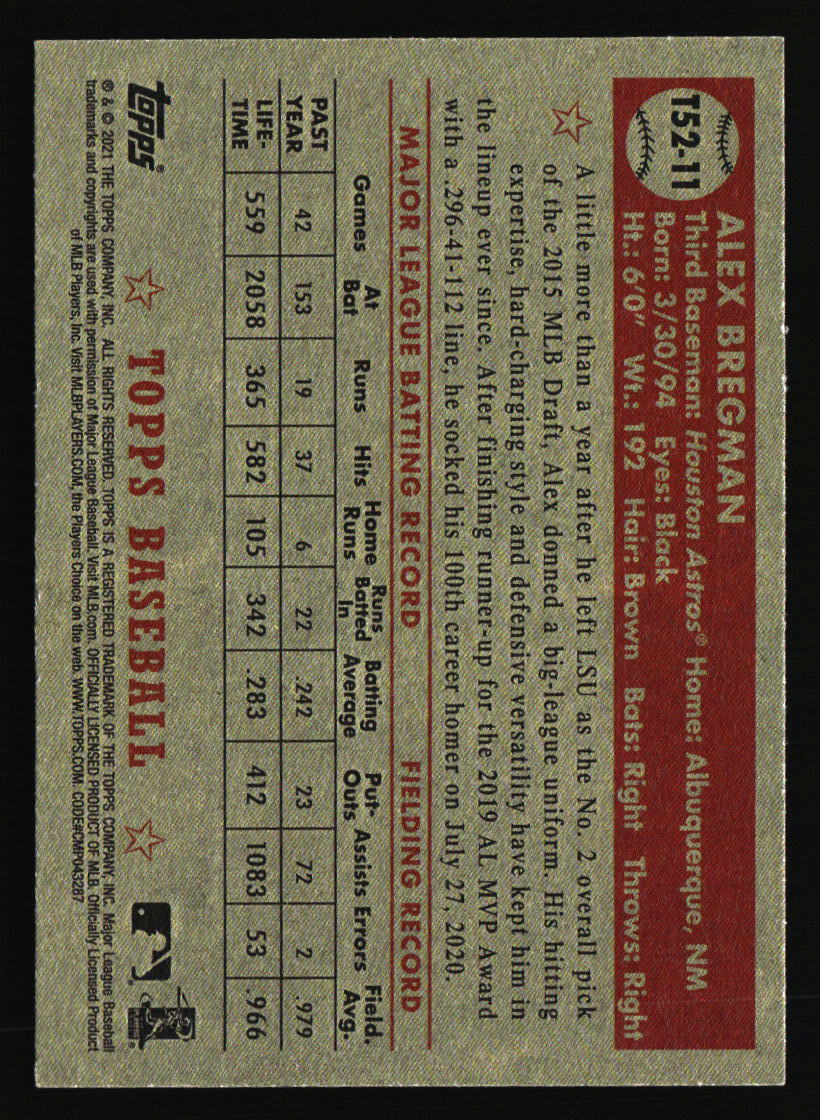 T52-11
ALEX BREGMAN
Third Baseman: Houston Astros® Home: Albuquerque, NM
Born: 3/30/94 Eyes: Black
Ht.: 6'0" Wt.: 192 Hair: Brown Bats: Right Throws: Right
A little more than a year after he left LSU as the No. 2 overall pick
of the 2015 MLB Draft, Alex donned a big-league uniform. His hitting
expertise, hard-charging style and defensive versatility have kept him in
the lineup ever since. After finishing runner-up for the 2019 AL MVP Award
with a .296-41-112 line, he socked his 100th career homer on July 27, 2020.
MAJOR LEAGUE BATTING RECORD FIELDING RECORD
Games At Bat Runs Hits Home Runs Runs Batted In Batting Average Put-Outs Assists Errors Field. Avg.
PAST YEAR 42 153 19 37 6 22 .242 23 72 2 .979
LIFE-TIME 559 2058 365 582 105 342 .283 412 1083 53 .966
topps® TOPPS BASEBALL
® & © 2021 THE TOPPS COMPANY, INC. ALL RIGHTS RESERVED. TOPPS IS A REGISTERED TRADEMARK OF THE TOPPS COMPANY, INC. Major League Baseball
trademarks and copyrights are used with permission of Major League Baseball. Visit MLB.com. OFFICIALLY LICENSED PRODUCT OF MLB. Officially Licensed Product
of MLB Players, Inc. Visit MLBPLAYERS.COM, the Players Choice on the web. WWW.TOPPS.COM. CODE#CMP043287